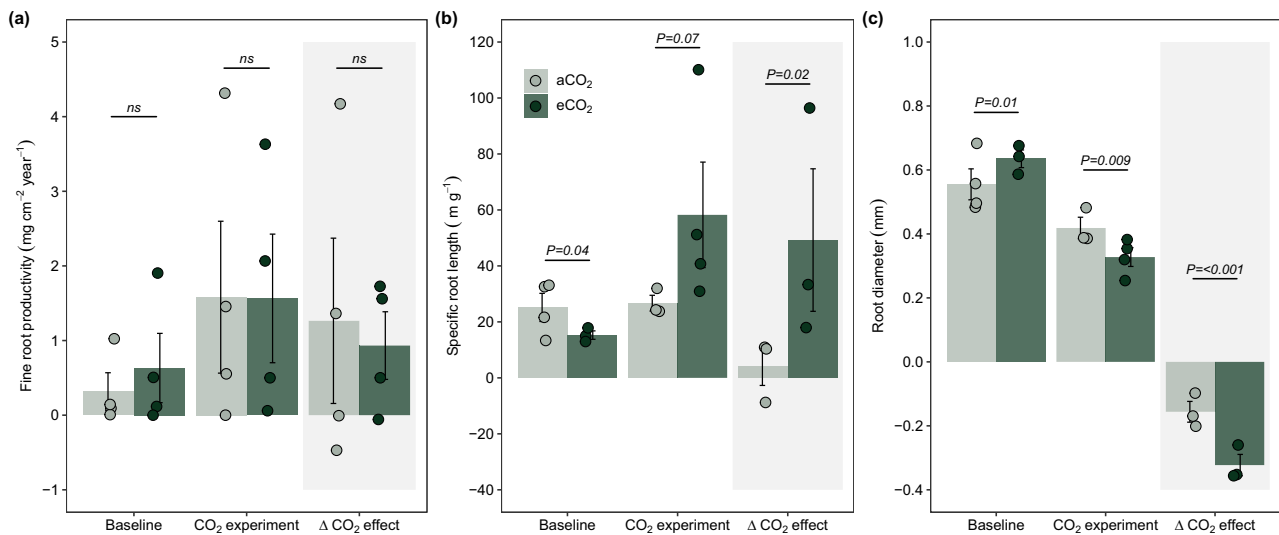 (a)
Fine root productivity (mg cm⁻² year⁻¹)
5
4
3
2
1
0
−1
ns
ns
ns
Baseline
CO₂ experiment
Δ CO₂ effect
(b)
Specific root length ( m g⁻¹)
120
100
80
60
40
20
0
−20
−40
aCO₂
eCO₂
P=0.04
P=0.07
P=0.02
Baseline
CO₂ experiment
Δ CO₂ effect
(c)
Root diameter (mm)
1.0
0.8
0.6
0.4
0.2
0.0
−0.2
−0.4
P=0.01
P=0.009
P=<0.001
Baseline
CO₂ experiment
Δ CO₂ effect